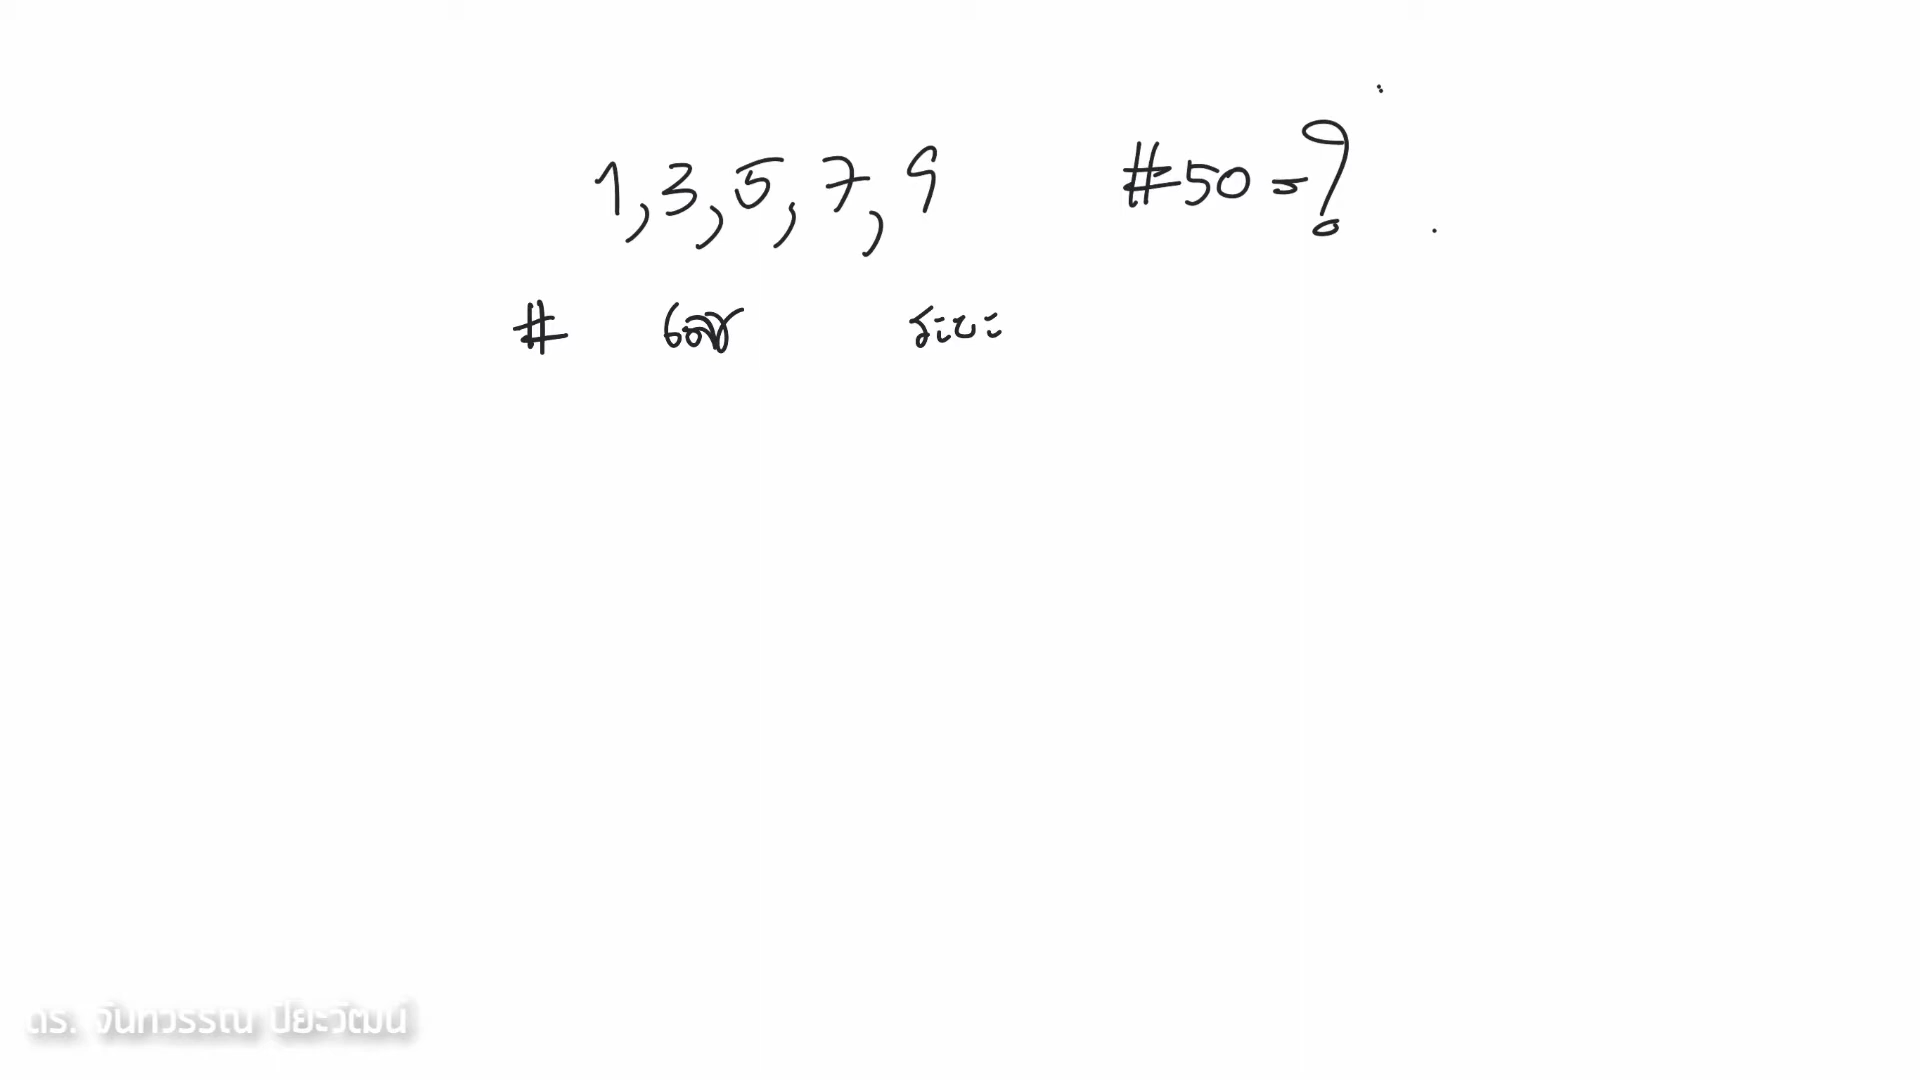 1, 3, 5, 7, 9 #50 = ?
# เลข ระยะ
ดร. จันทวรรณ ปิยะวัฒน์